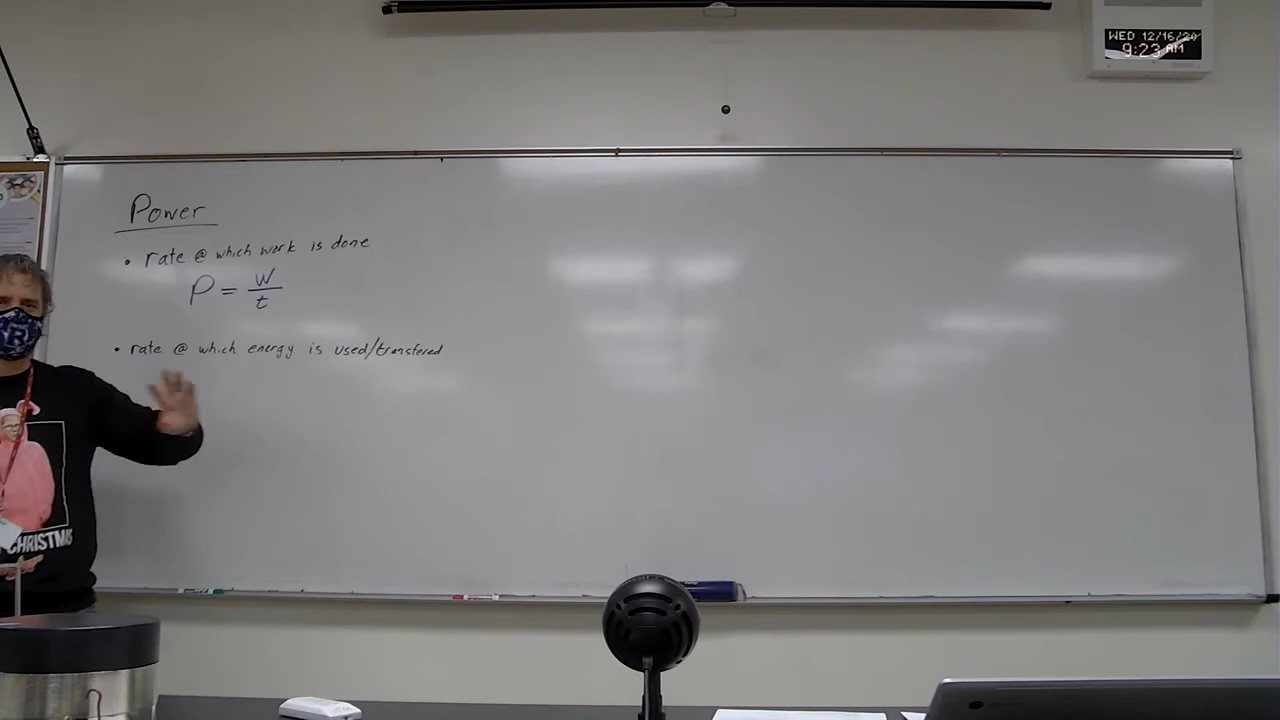 WED 12/16/20
9:23 AM
Power
• rate @ which work is done
P = W/t
• rate @ which energy is used/transfered
R
CHRISTMAS